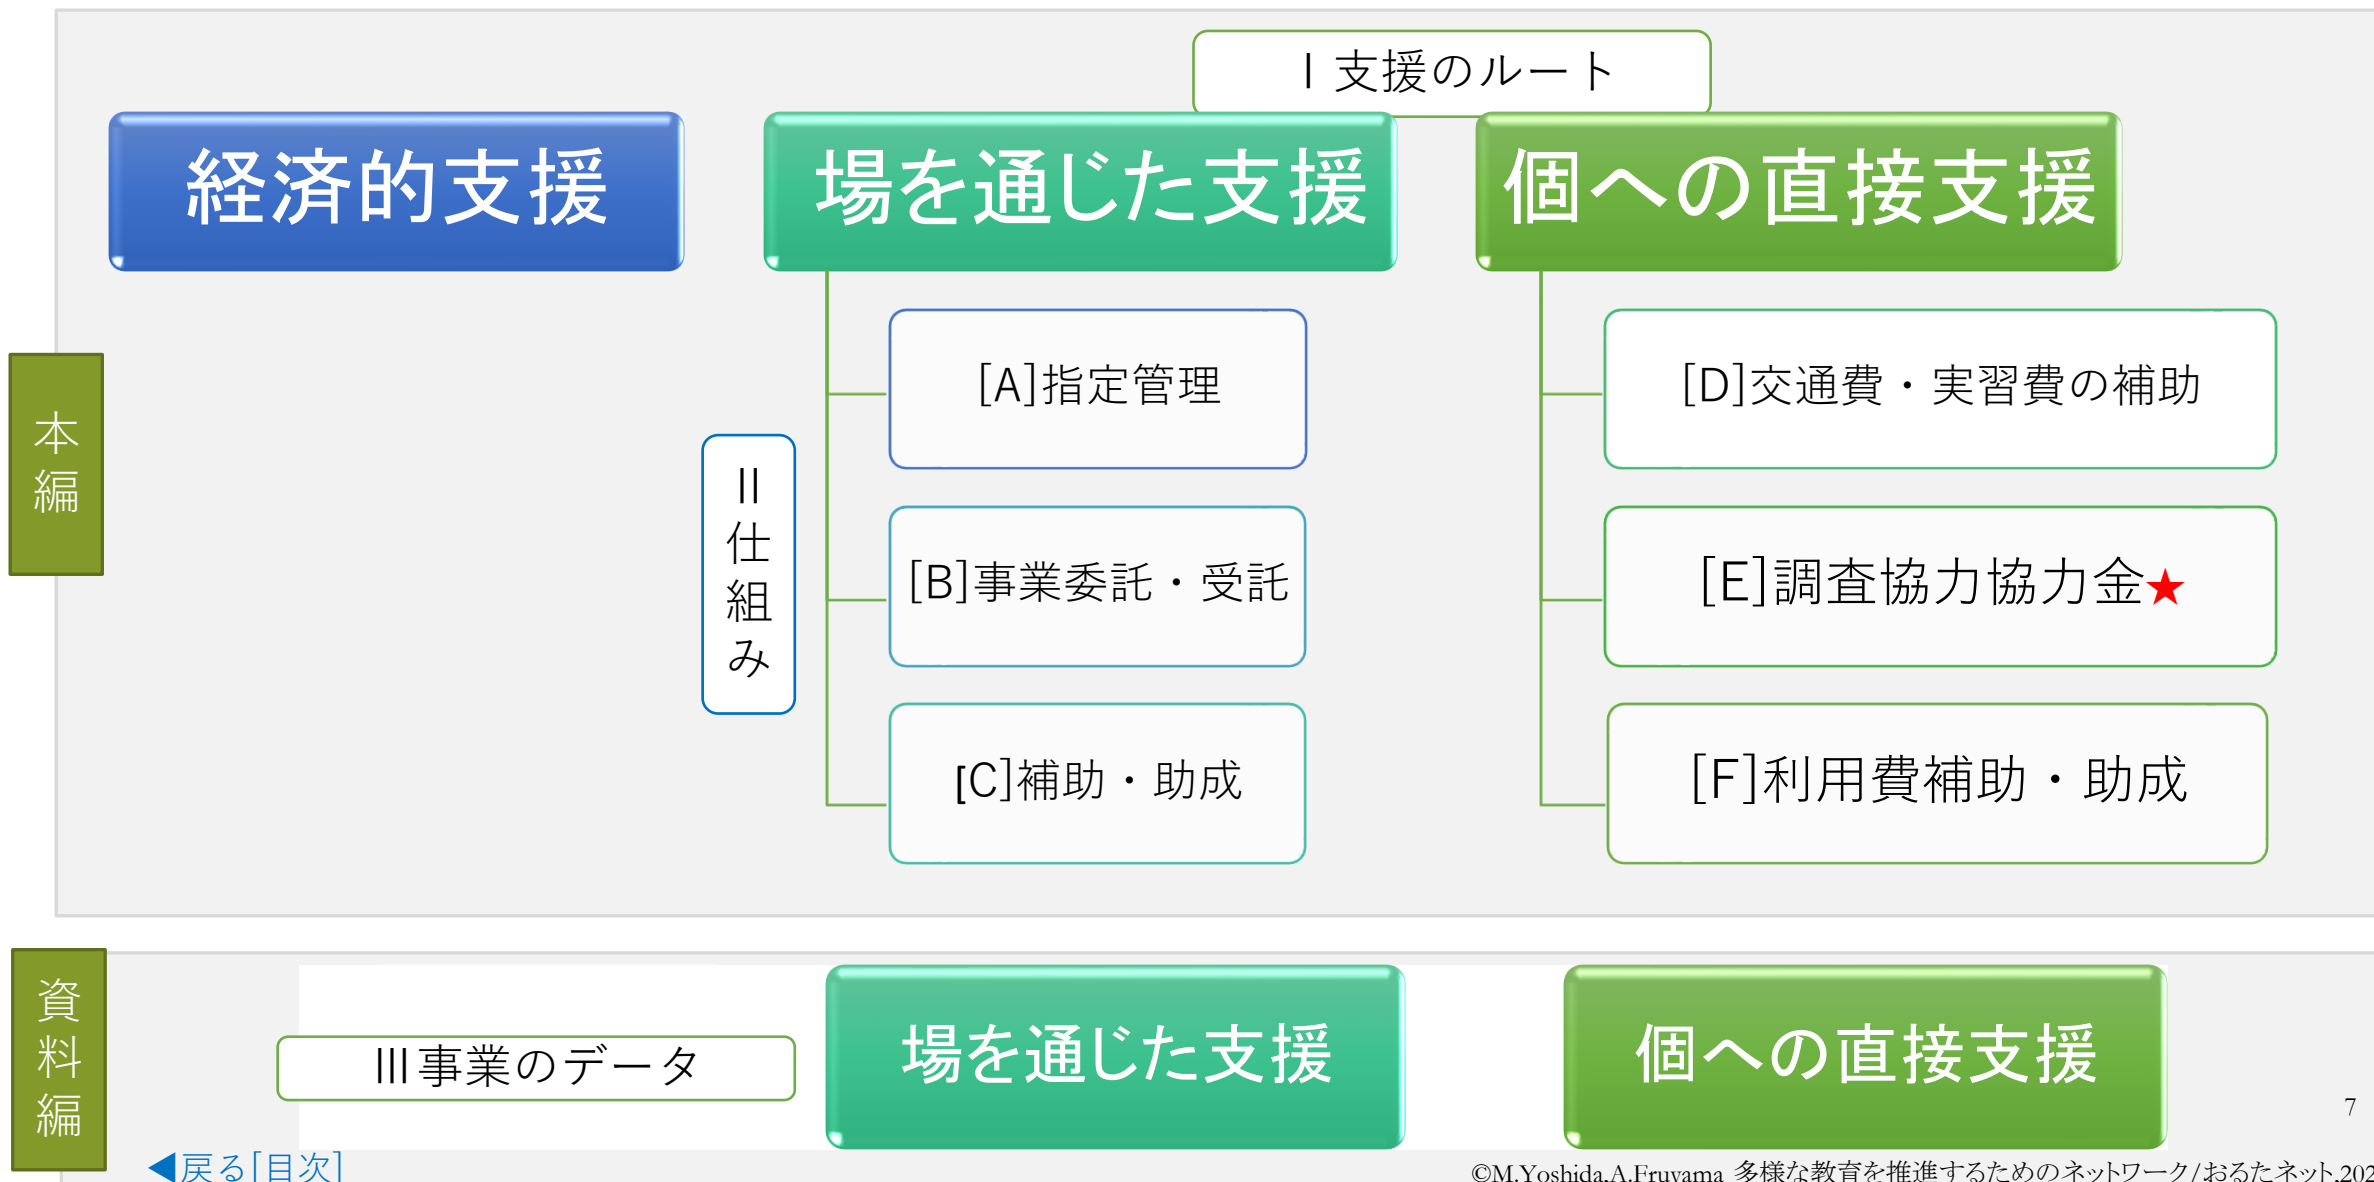 Ⅰ支援のルート
経済的支援
場を通じた支援
個への直接支援
本編
Ⅱ仕組み
[A]指定管理
[B]事業委託・受託
[C]補助・助成
[D]交通費・実習費の補助
[E]調査協力協力金★
[F]利用費補助・助成
資料編
Ⅲ事業のデータ
場を通じた支援
個への直接支援
7
◀戻る[目次]
©M.Yoshida,A.Fruyama 多様な教育を推進するためのネットワーク/おるたネット,202